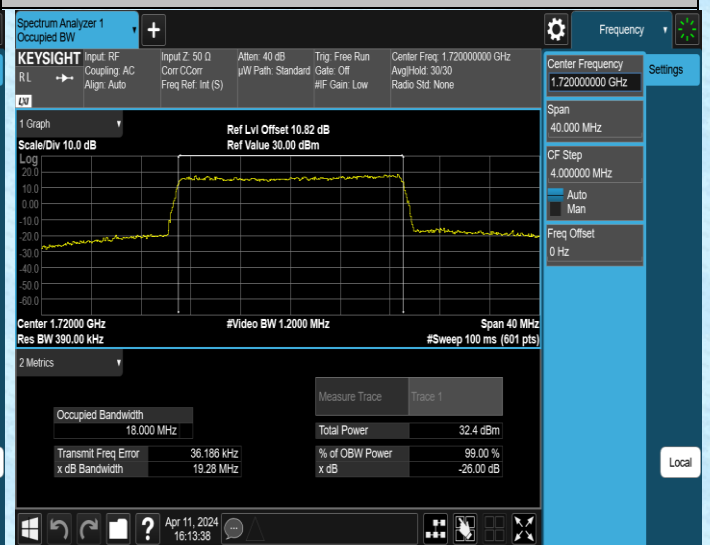 Spectrum Analyzer 1
Occupied BW
+
Frequency
KEYSIGHT
RL
LXI
Input: RF
Coupling: AC
Align: Auto
Input Z: 50 Ω
Corr CCorr
Freq Ref: Int (S)
Atten: 40 dB
µW Path: Standard
Trig: Free Run
Gate: Off
#IF Gain: Low
Center Freq: 1.720000000 GHz
Avg|Hold: 30/30
Radio Std: None
Center Frequency
1.720000000 GHz
Settings
Span
40.000 MHz
CF Step
4.000000 MHz
Auto
Man
Freq Offset
0 Hz
1 Graph
Scale/Div 10.0 dB
Ref Lvl Offset 10.82 dB
Ref Value 30.00 dBm
Log
20.0
10.0
0.00
-10.0
-20.0
-30.0
-40.0
-50.0
-60.0
Center 1.72000 GHz
#Video BW 1.2000 MHz
Span 40 MHz
Res BW 390.00 kHz
#Sweep 100 ms (601 pts)
2 Metrics
Measure Trace
Trace 1
Occupied Bandwidth
18.000 MHz
Total Power
32.4 dBm
Transmit Freq Error
36.186 kHz
% of OBW Power
99.00 %
x dB Bandwidth
19.28 MHz
x dB
-26.00 dB
Local
?
Apr 11, 2024
16:13:38